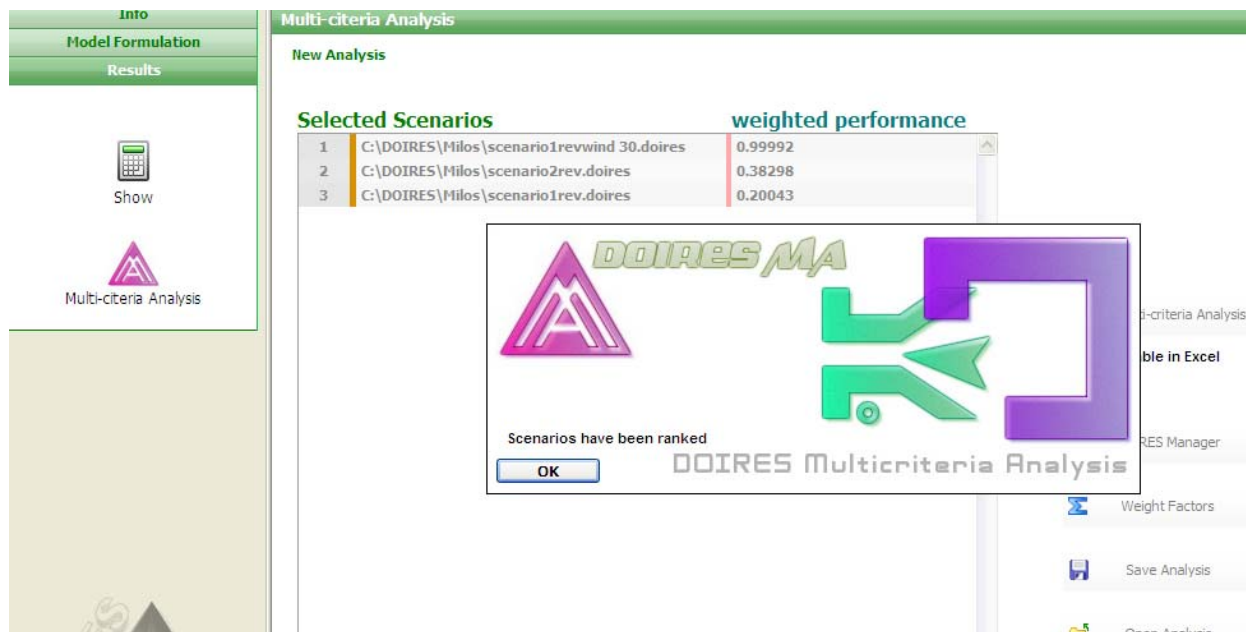 Info
Model Formulation
Results
Show
Multi-citeria Analysis
Multi-citeria Analysis
New Analysis
Selected Scenarios weighted performance
1 C:\DOIRES\Milos\scenario1revwind 30.doires 0.99992
2 C:\DOIRES\Milos\scenario2rev.doires 0.38298
3 C:\DOIRES\Milos\scenario1rev.doires 0.20043
DOIRES MA
Scenarios have been ranked
OK
DOIRES Multicriteria Analysis
i-criteria Analysis
ble in Excel
RES Manager
Weight Factors
Save Analysis
Open Analysis